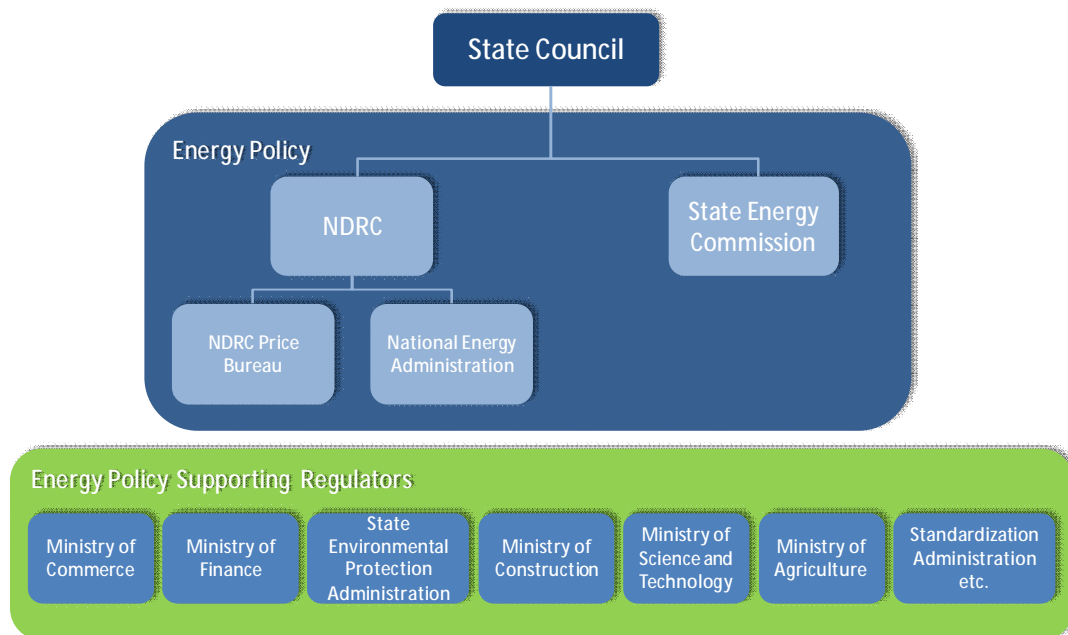 State Council
Energy Policy
NDRC
State Energy
Commission
NDRC Price
Bureau
National Energy
Administration
Energy Policy Supporting Regulators
Ministry of
Commerce
Ministry of
Finance
State
Environmental
Protection
Administration
Ministry of
Construction
Ministry of
Science and
Technology
Ministry of
Agriculture
Standardization
Administration
etc.